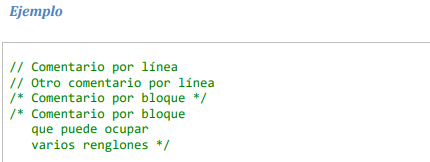 Ejemplo
// Comentario por línea
// Otro comentario por línea
/* Comentario por bloque */
/* Comentario por bloque
que puede ocupar
varios renglones */